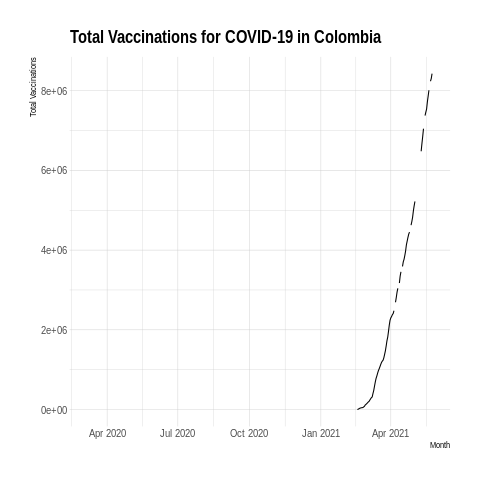 Total Vaccinations for COVID-19 in Colombia
Total Vaccinations
8e+06
6e+06
4e+06
2e+06
0e+00
Apr 2020 Jul 2020 Oct 2020 Jan 2021 Apr 2021
Month